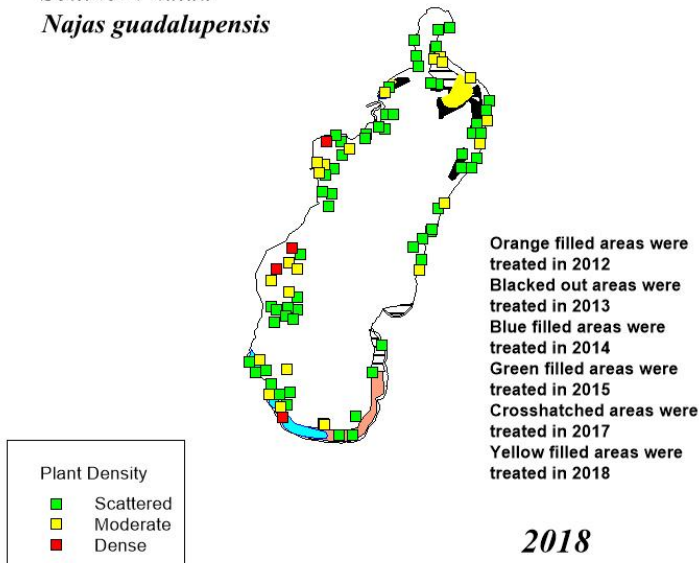 Najas guadalupensis
Orange filled areas were
treated in 2012
Blacked out areas were
treated in 2013
Blue filled areas were
treated in 2014
Green filled areas were
treated in 2015
Crosshatched areas were
treated in 2017
Yellow filled areas were
treated in 2018
Plant Density
Scattered
Moderate
Dense
2018